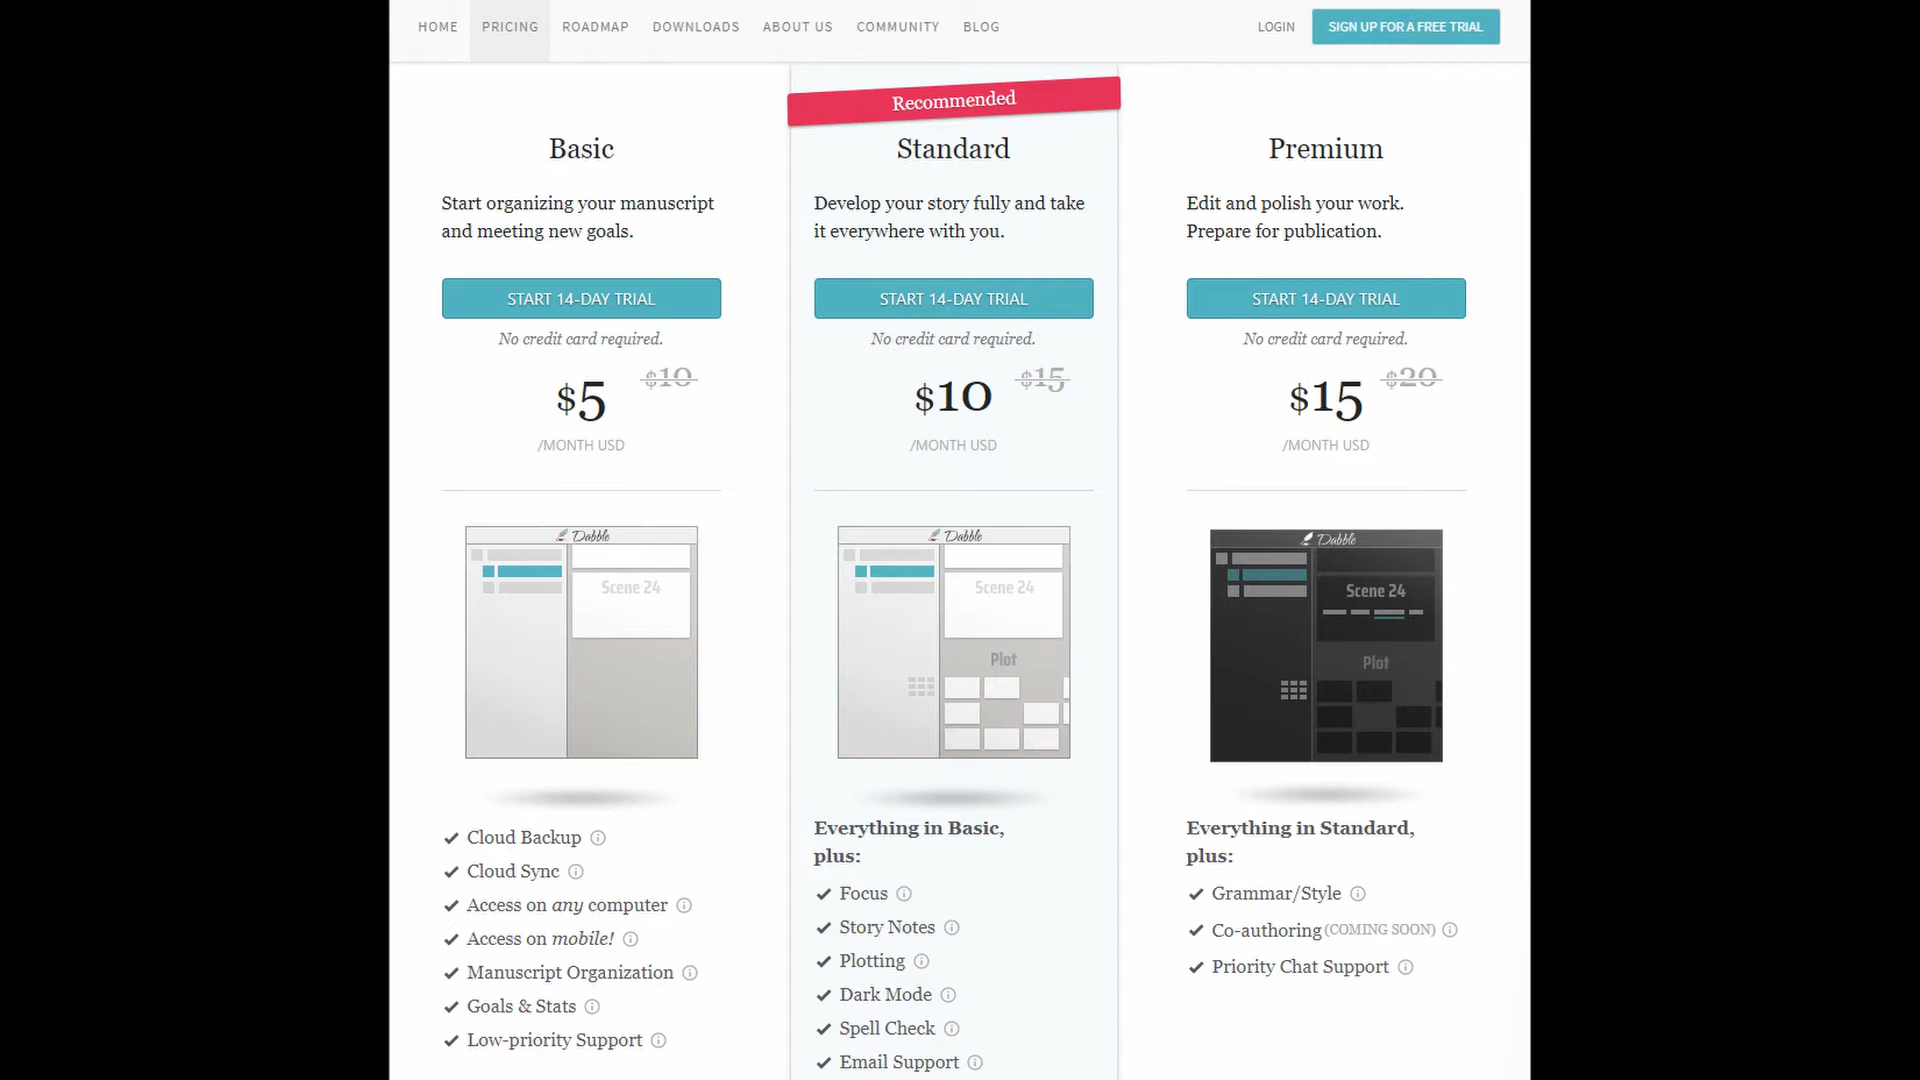 HOME PRICING ROADMAP DOWNLOADS ABOUT US COMMUNITY BLOG LOGIN SIGN UP FOR A FREE TRIAL
Basic
Start organizing your manuscript
and meeting new goals.
START 14-DAY TRIAL
No credit card required.
$5 $10
/MONTH USD
Dabble
Scene 24
Cloud Backup
Cloud Sync
Access on any computer
Access on mobile!
Manuscript Organization
Goals & Stats
Low-priority Support
Recommended
Standard
Develop your story fully and take
it everywhere with you.
START 14-DAY TRIAL
No credit card required.
$10 $15
/MONTH USD
Dabble
Scene 24
Plot
Everything in Basic,
plus:
Focus
Story Notes
Plotting
Dark Mode
Spell Check
Email Support
Premium
Edit and polish your work.
Prepare for publication.
START 14-DAY TRIAL
No credit card required.
$15 $20
/MONTH USD
Dabble
Scene 24
Plot
Everything in Standard,
plus:
Grammar/Style
Co-authoring (COMING SOON)
Priority Chat Support